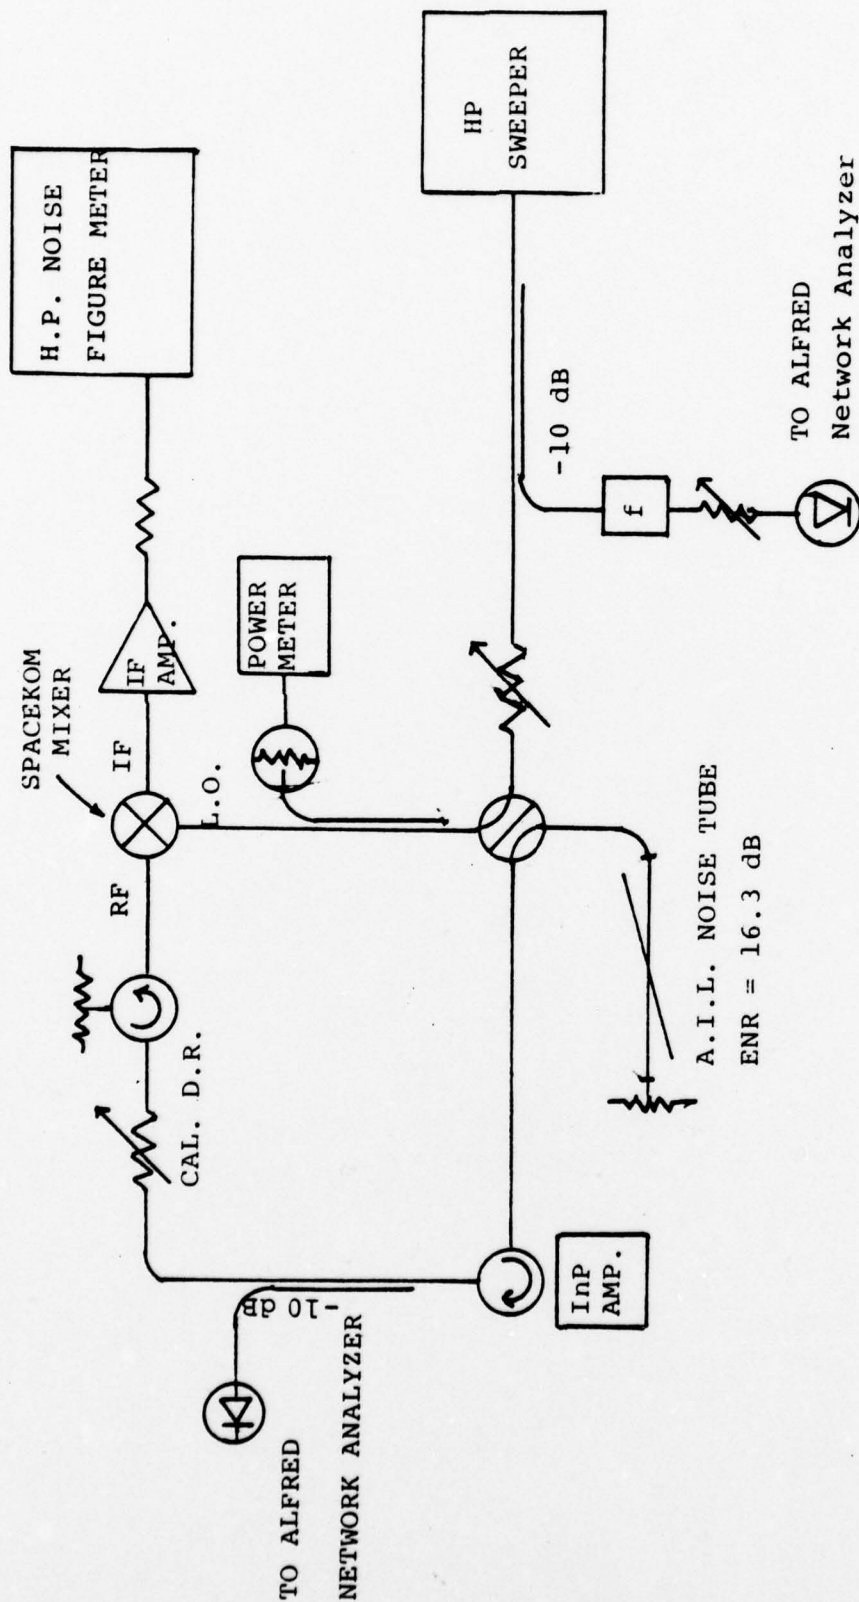 H.P. NOISE
FIGURE METER
SPACEKOM
MIXER
RF
IF
IF
AMP.
L.O.
CAL. D.R.
POWER
METER
HP
SWEEPER
-10 dB
-10 dB
f
TO ALFRED
NETWORK ANALYZER
InP
AMP.
A.I.L. NOISE TUBE
ENR = 16.3 dB
TO ALFRED
Network Analyzer